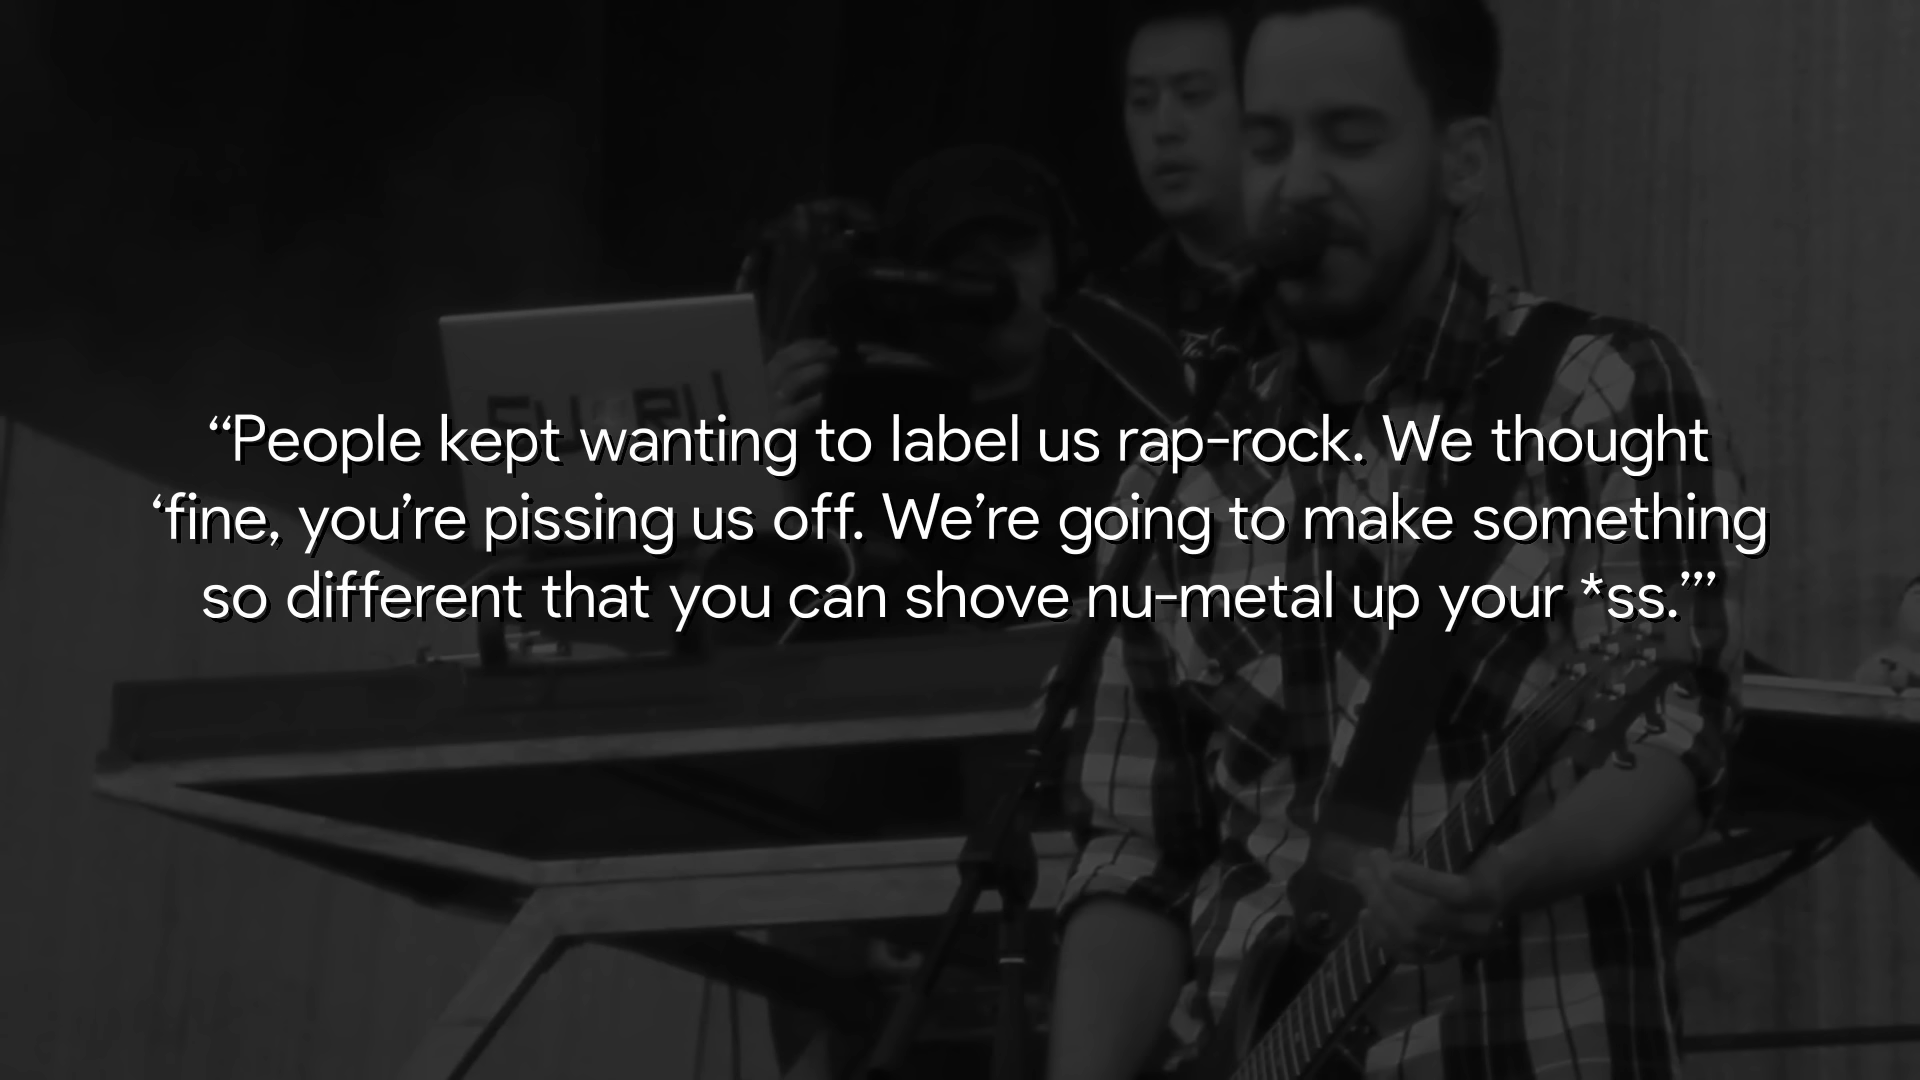 “People kept wanting to label us rap-rock. We thought
‘fine, you’re pissing us off. We’re going to make something
so different that you can shove nu-metal up your *ss.”’